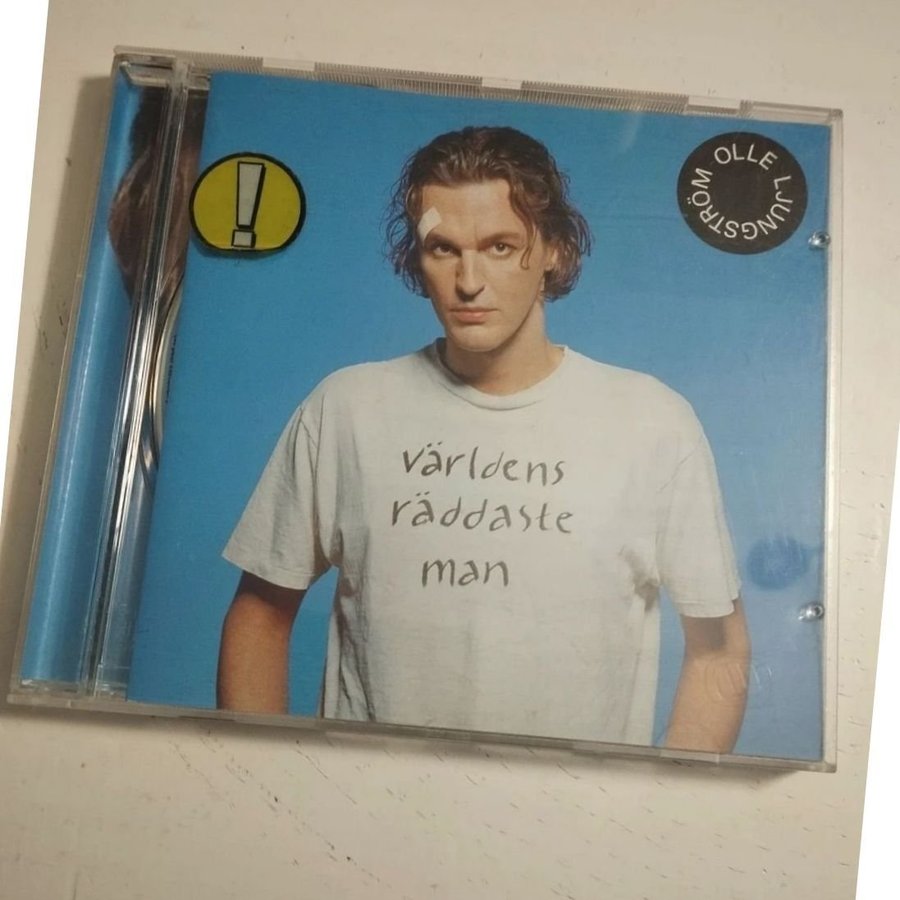 !
OLLE LJUNGSTRÖM
världens
räddaste
man